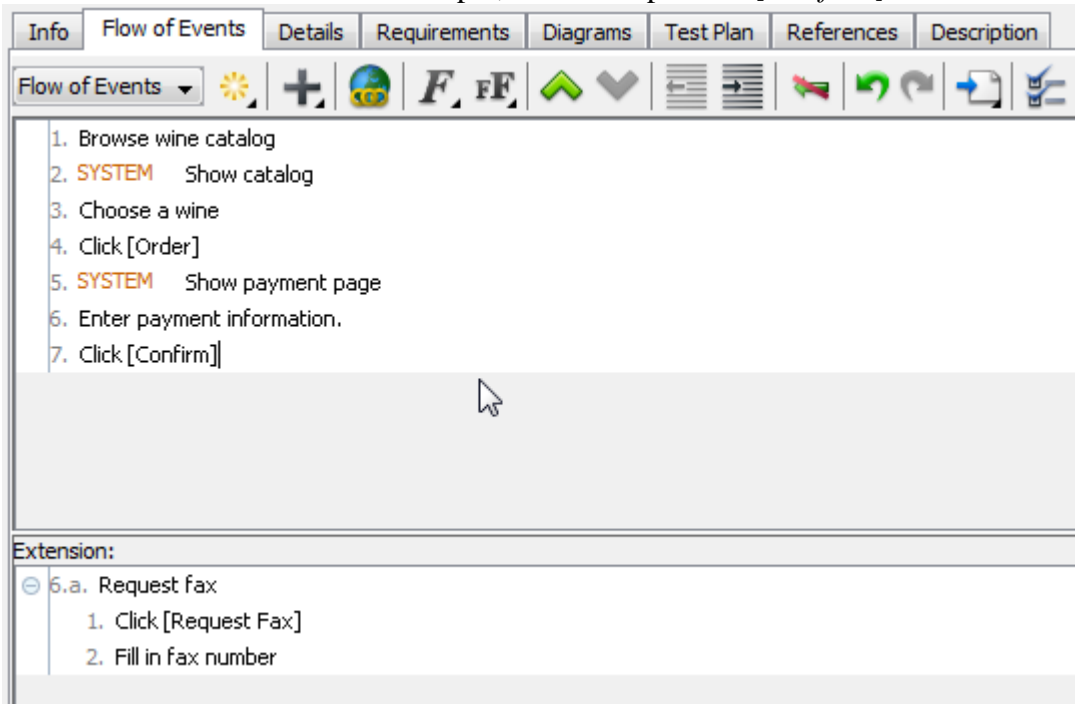 Info Flow of Events Details Requirements Diagrams Test Plan References Description
Flow of Events F FF
1. Browse wine catalog
2. SYSTEM Show catalog
3. Choose a wine
4. Click [Order]
5. SYSTEM Show payment page
6. Enter payment information.
7. Click [Confirm]
Extension:
6.a. Request fax
1. Click [Request Fax]
2. Fill in fax number